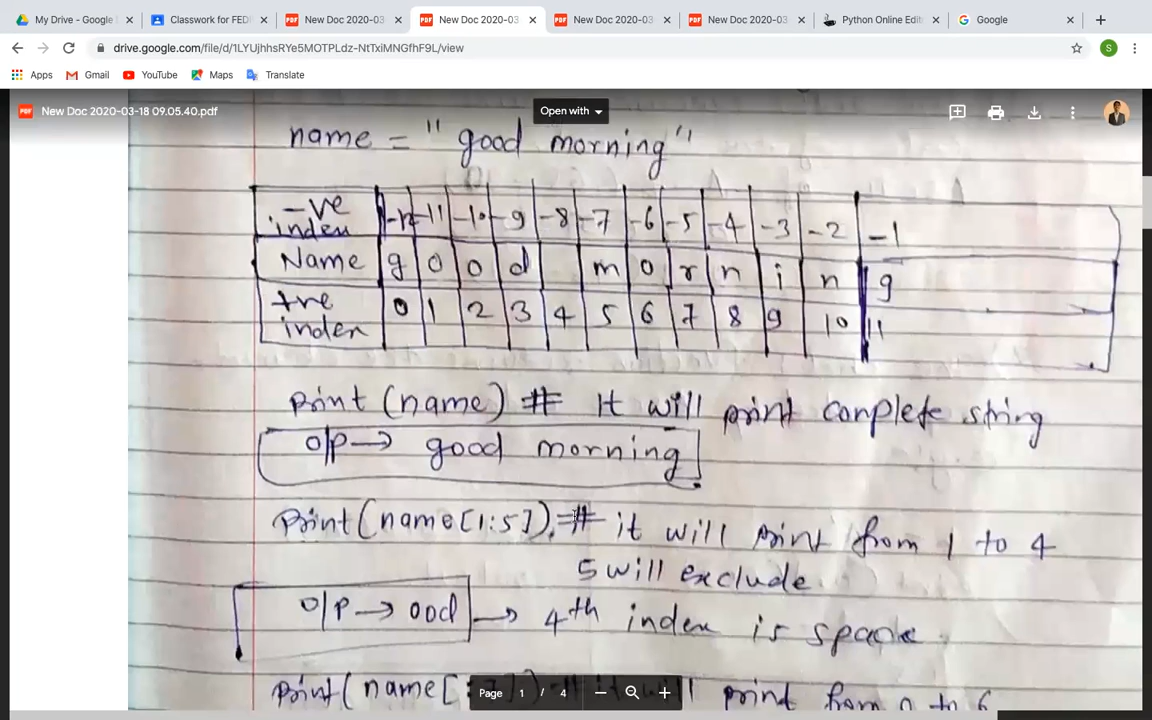 My Drive - Google
Classwork for FEDI
New Doc 2020-03
New Doc 2020-03
New Doc 2020-03
New Doc 2020-03
Python Online Edit
Google
drive.google.com/file/d/1LYUjhhsRYe5MOTPLdz-NtTxiMNGfhF9L/view
S
Apps
Gmail
YouTube
Maps
Translate
PDF New Doc 2020-03-18 09.05.40.pdf
Open with
name = "good morning"
-ve index -12 -11 -10 -9 -8 -7 -6 -5 -4 -3 -2 -1
Name g o o d m o r n i n g
+ve index 0 1 2 3 4 5 6 7 8 9 10 11
Print (name) # It will print complete string
o/p → good morning
Print(name[1:5]) # it will print from 1 to 4
5 will exclude.
o/p → ood → 4th index is space
Print( name[:7]) # it will print from 0 to 6
Page 1 / 4